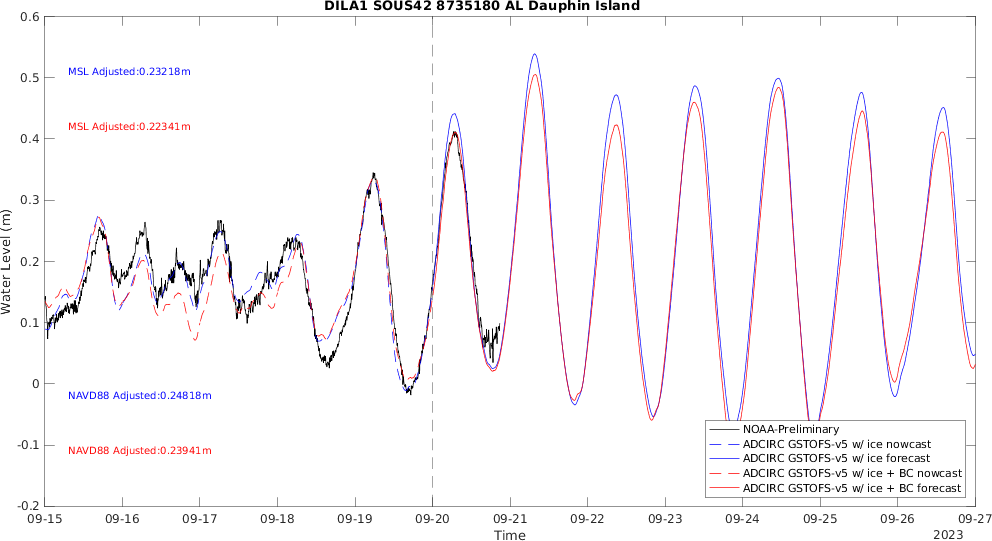 DILA1 SOUS42 8735180 AL Dauphin Island
0.6
0.5
0.4
0.3
0.2
0.1
0
-0.1
-0.2
Water Level (m)
MSL Adjusted:0.23218m
MSL Adjusted:0.22341m
NAVD88 Adjusted:0.24818m
NAVD88 Adjusted:0.23941m
NOAA-Preliminary
ADCIRC GSTOFS-v5 w/ ice nowcast
ADCIRC GSTOFS-v5 w/ ice forecast
ADCIRC GSTOFS-v5 w/ ice + BC nowcast
ADCIRC GSTOFS-v5 w/ ice + BC forecast
09-15 09-16 09-17 09-18 09-19 09-20 09-21 09-22 09-23 09-24 09-25 09-26 09-27
Time
2023